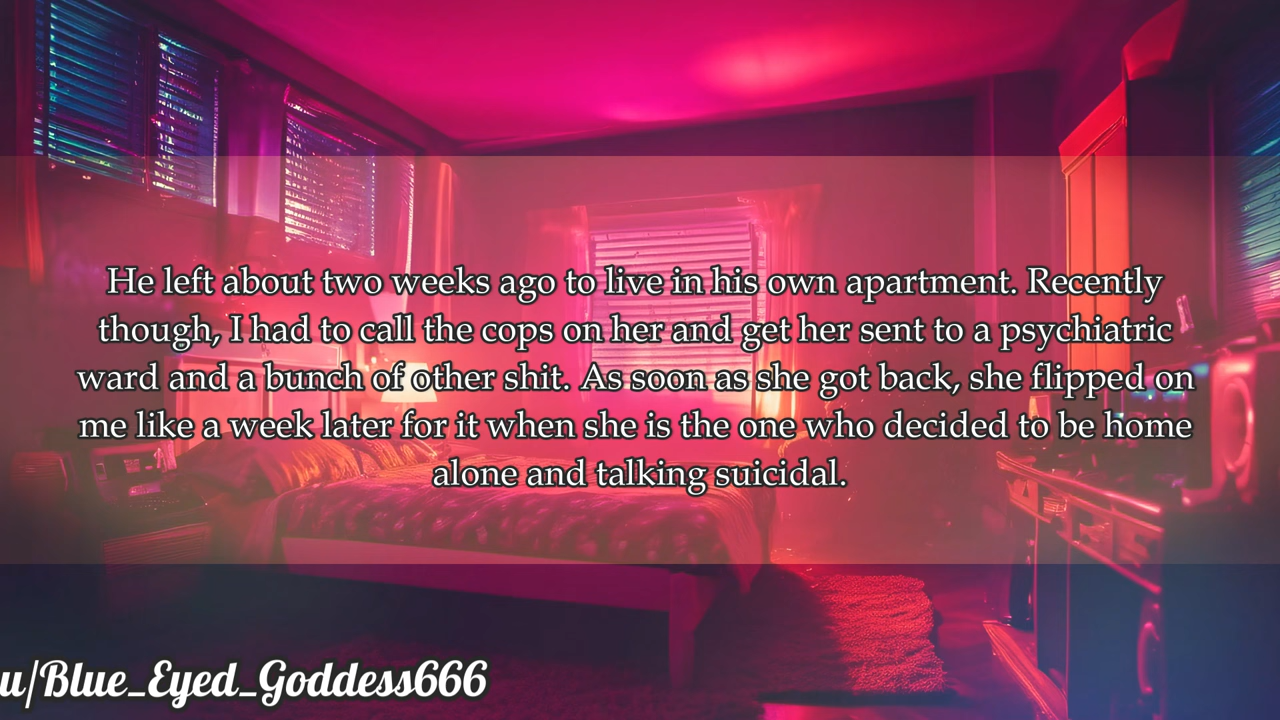 He left about two weeks ago to live in his own apartment. Recently
though, I had to call the cops on her and get her sent to a psychiatric
ward and a bunch of other shit. As soon as she got back, she flipped on
me like a week later for it when she is the one who decided to be home
alone and talking suicidal.
u/Blue_Eyed_Goddess666